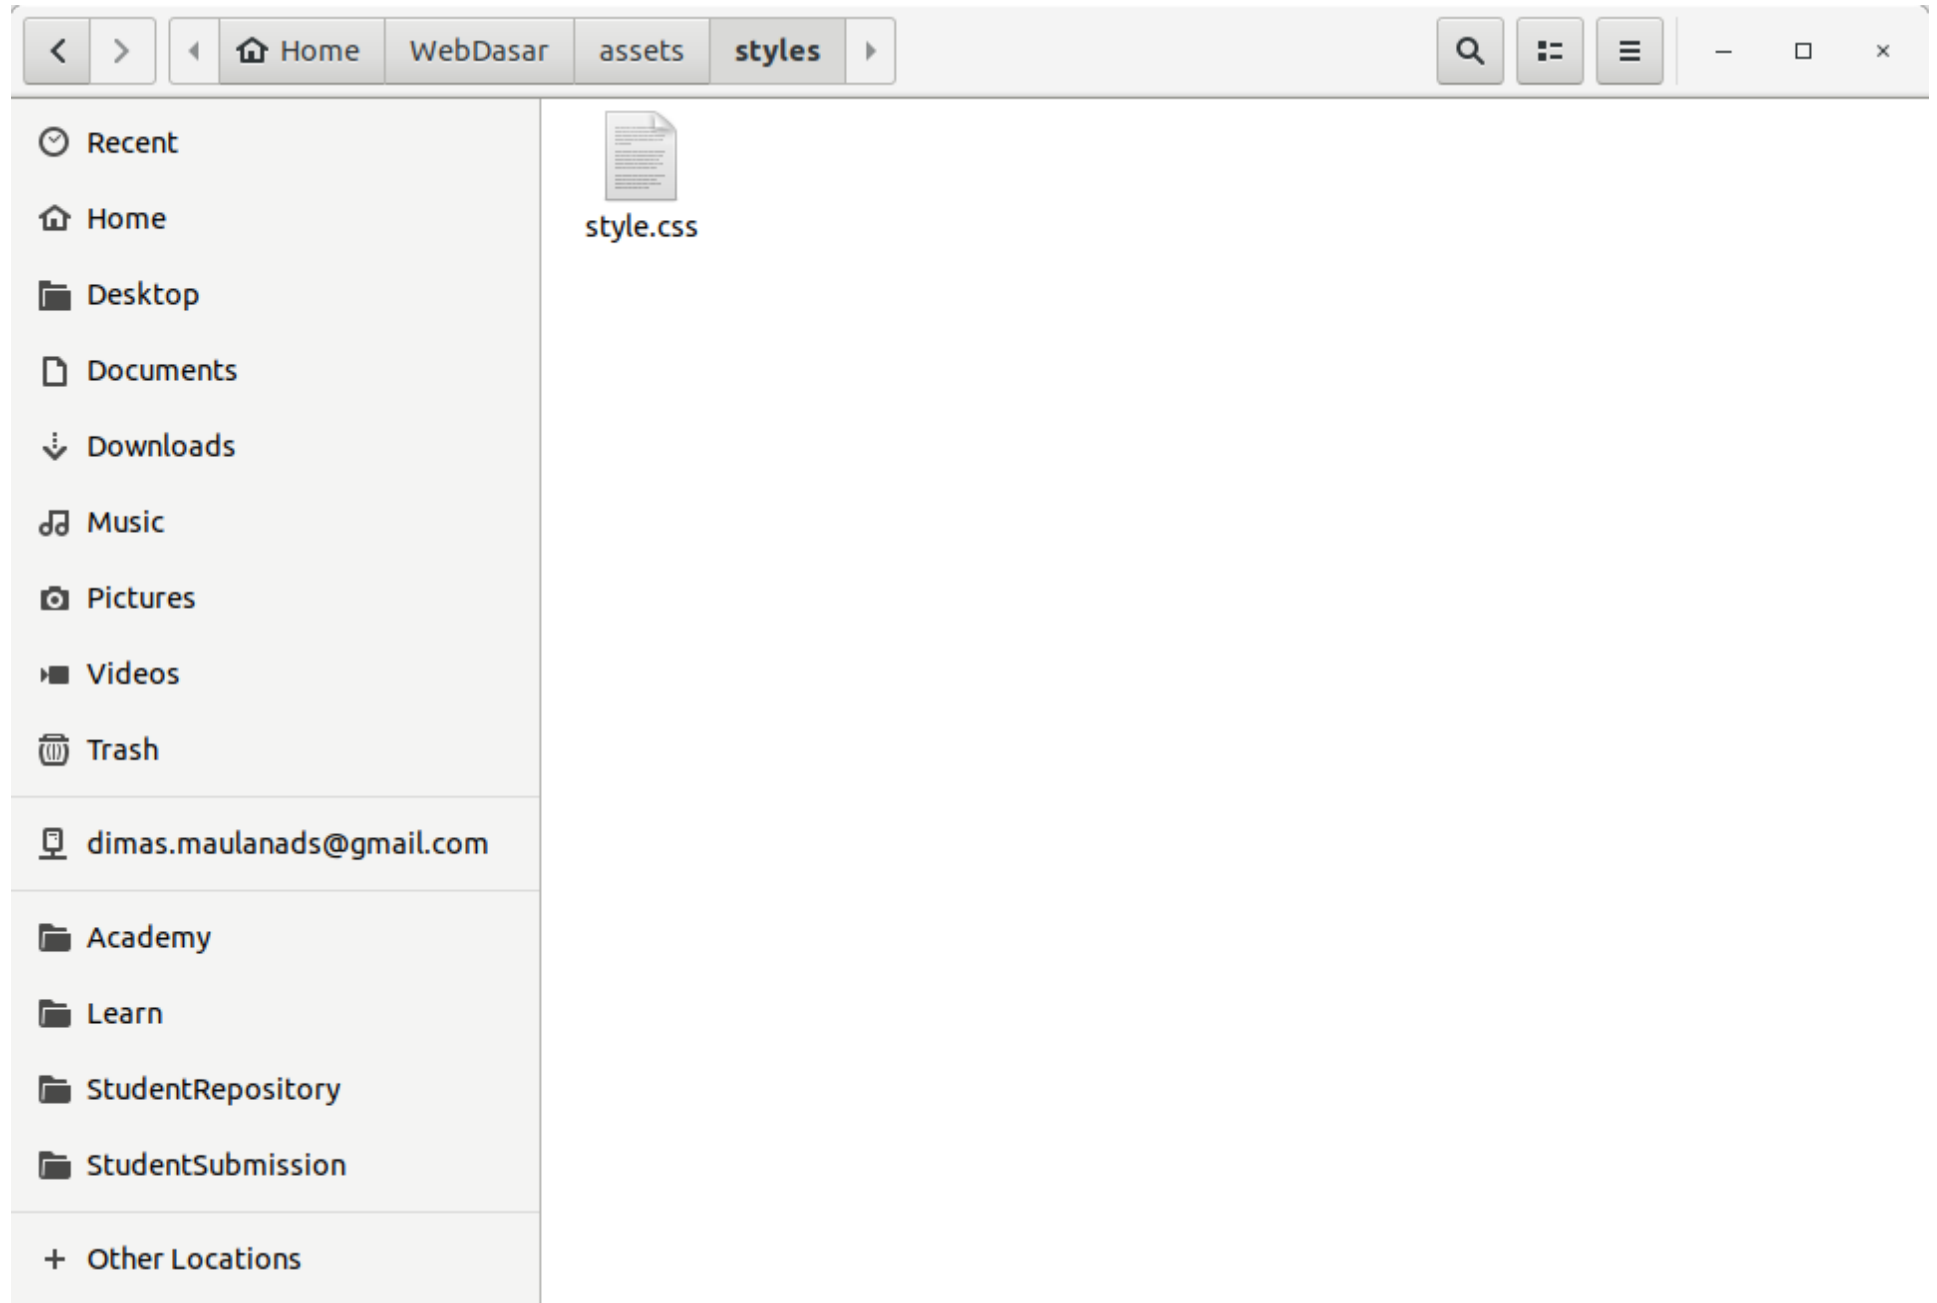 Home WebDasar assets styles
Recent
Home
Desktop
Documents
Downloads
Music
Pictures
Videos
Trash
dimas.maulanads@gmail.com
Academy
Learn
StudentRepository
StudentSubmission
Other Locations
style.css